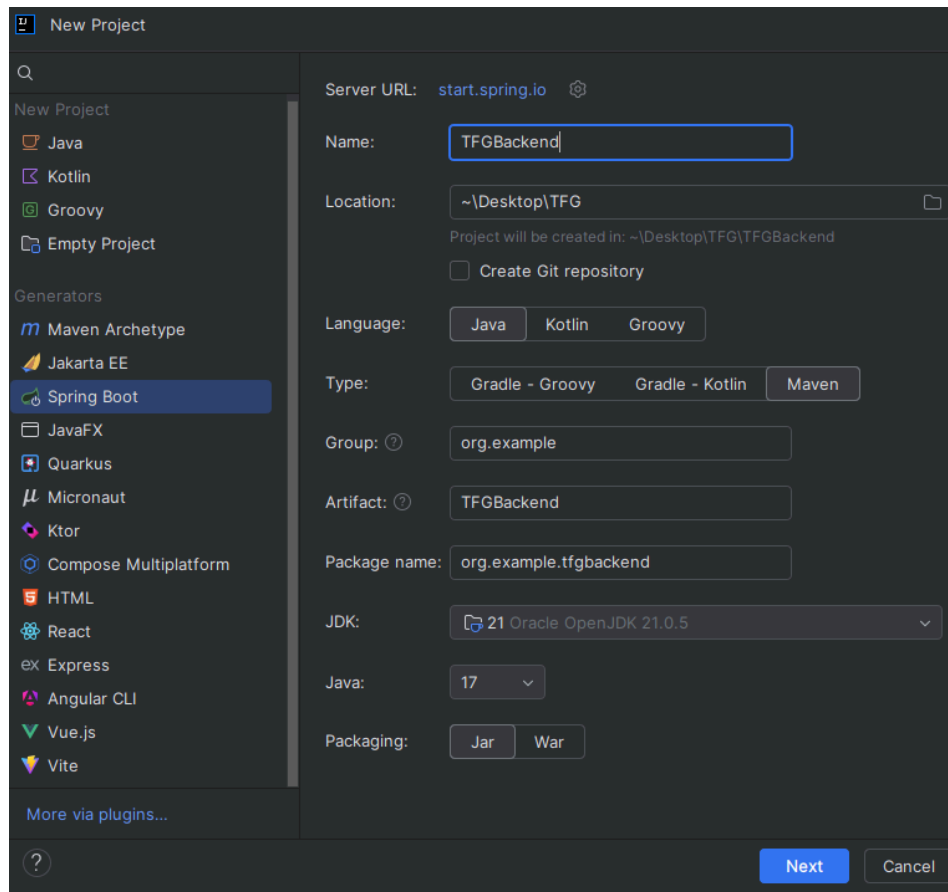 New Project
New Project
Java
Kotlin
Groovy
Empty Project
Generators
Maven Archetype
Jakarta EE
Spring Boot
JavaFX
Quarkus
Micronaut
Ktor
Compose Multiplatform
HTML
React
ex Express
Angular CLI
Vue.js
Vite
More via plugins...
?
Server URL: start.spring.io
Name: TFGBackend
Location: ~\Desktop\TFG
Project will be created in: ~\Desktop\TFG\TFGBackend
Create Git repository
Language: Java Kotlin Groovy
Type: Gradle - Groovy Gradle - Kotlin Maven
Group: ? org.example
Artifact: ? TFGBackend
Package name: org.example.tfgbackend
JDK: 21 Oracle OpenJDK 21.0.5
Java: 17
Packaging: Jar War
Next Cancel